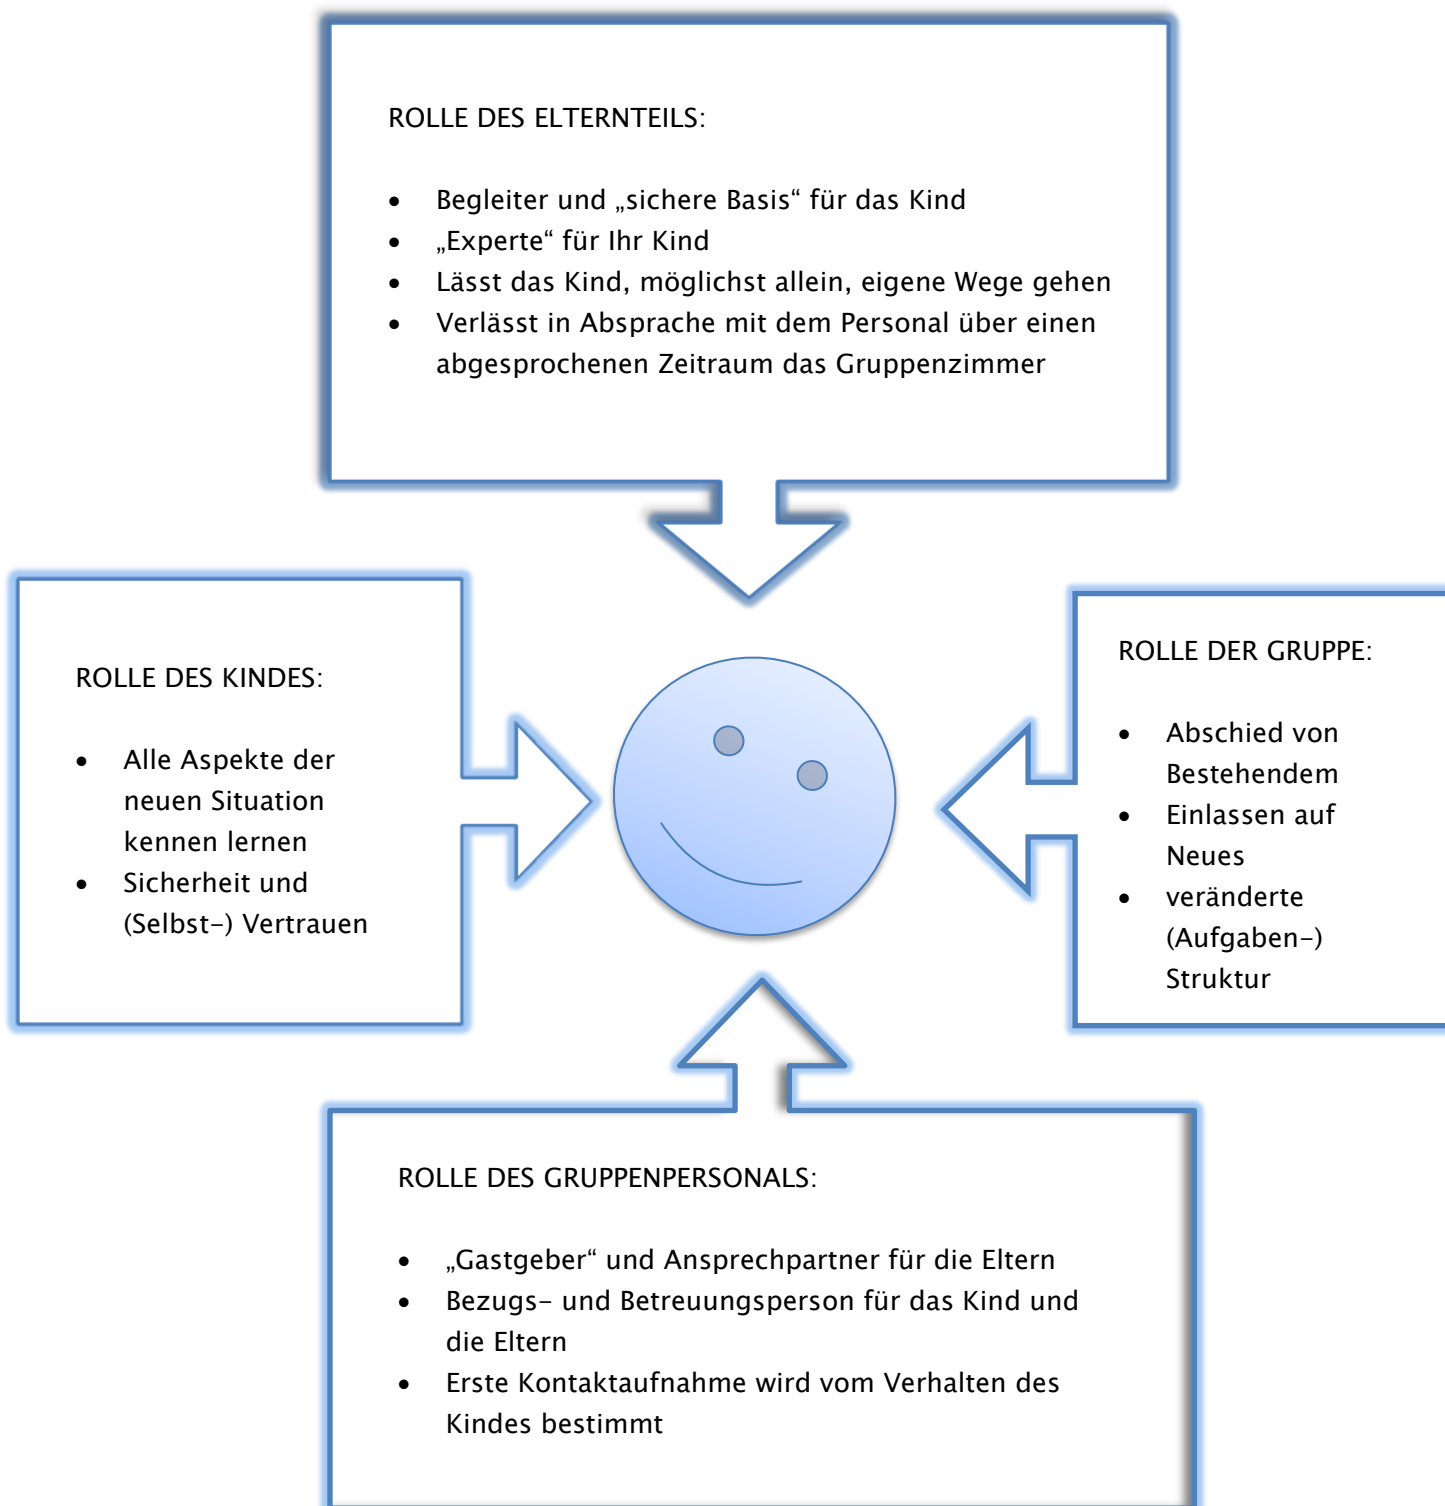 ROLLE DES ELTERNTEILS:
• Begleiter und „sichere Basis“ für das Kind
• „Experte“ für Ihr Kind
• Lässt das Kind, möglichst allein, eigene Wege gehen
• Verlässt in Absprache mit dem Personal über einen
abgesprochenen Zeitraum das Gruppenzimmer
ROLLE DES KINDES:
• Alle Aspekte der
neuen Situation
kennen lernen
• Sicherheit und
(Selbst-) Vertrauen
ROLLE DER GRUPPE:
• Abschied von
Bestehendem
• Einlassen auf
Neues
• veränderte
(Aufgaben-)
Struktur
ROLLE DES GRUPPENPERSONALS:
• „Gastgeber“ und Ansprechpartner für die Eltern
• Bezugs- und Betreuungsperson für das Kind und
die Eltern
• Erste Kontaktaufnahme wird vom Verhalten des
Kindes bestimmt